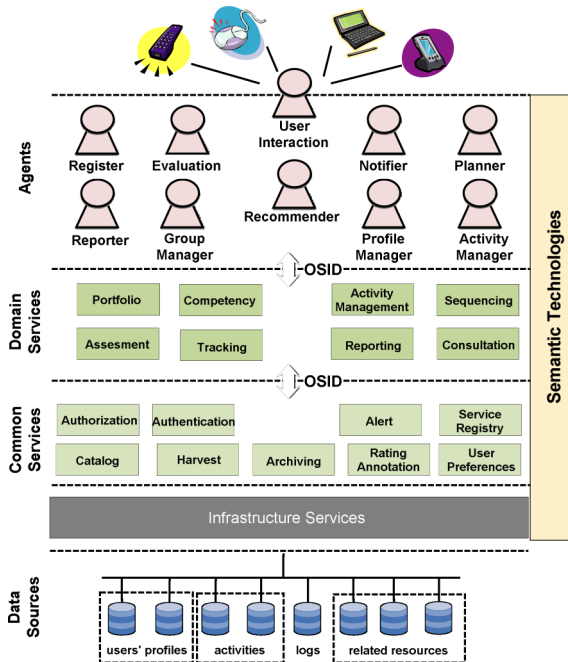 User
Interaction
Register
Evaluation
Notifier
Planner
Recommender
Reporter
Group
Manager
Profile
Manager
Activity
Manager
Agents
OSID
Semantic Technologies
Domain
Services
Portfolio
Competency
Activity
Management
Sequencing
Assesment
Tracking
Reporting
Consultation
OSID
Common
Services
Authorization
Authentication
Alert
Service
Registry
Catalog
Harvest
Archiving
Rating
Annotation
User
Preferences
Infrastructure Services
Data
Sources
users' profiles
activities
logs
related resources